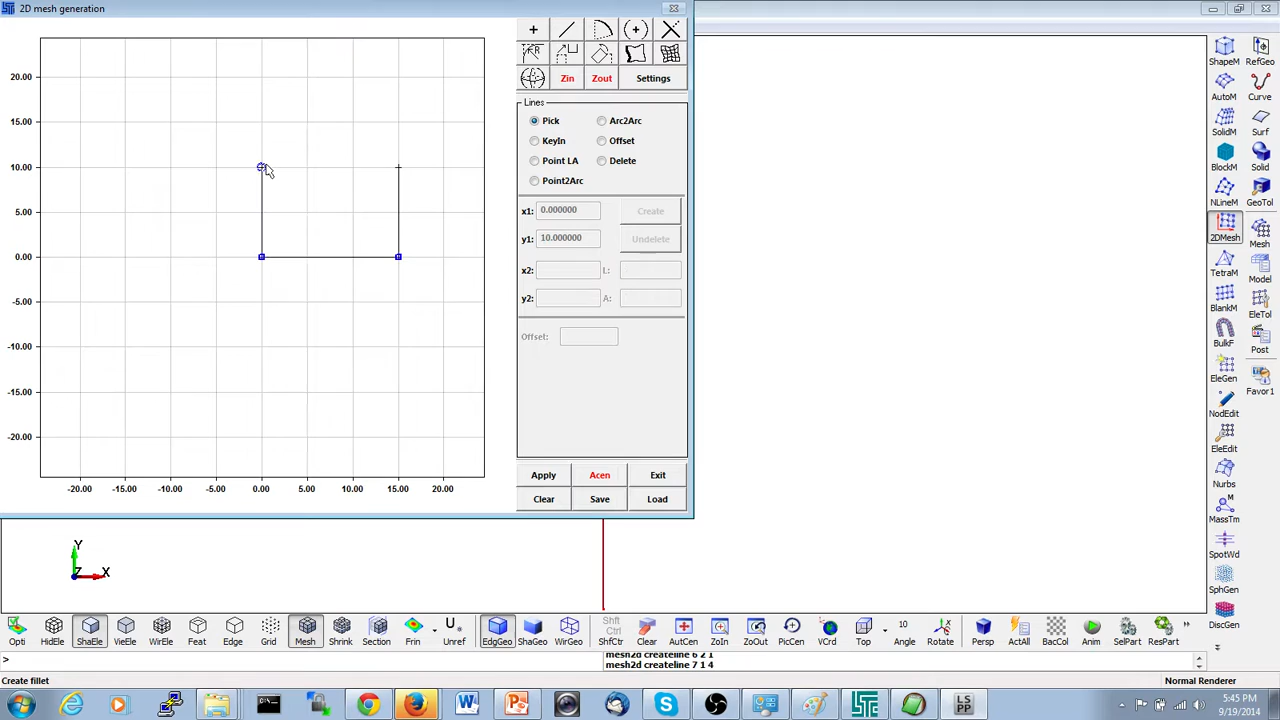 2D mesh generation
20.00
15.00
10.00
5.00
0.00
-5.00
-10.00
-15.00
-20.00
-20.00 -15.00 -10.00 -5.00 0.00 5.00 10.00 15.00 20.00
Zin Zout Settings
Lines
Pick Arc2Arc
KeyIn Offset
Point LA Delete
Point2Arc
x1: 0.000000 Create
y1: 10.000000 Undelete
x2: L:
y2: A:
Offset:
Apply Acen Exit
Clear Save Load
ShapeM RefGeo
AutoM Curve
SolidM Surf
BlockM Solid
NLineM GeoTol
2DMesh Mesh
TetraM Model
BlankM EleTol
BulkF Post
EleGen Favor1
NodEdit
EleEdit
Nurbs
MassTm
SpotWd
SphGen
DiscGen
Y
Z X
Opti HidEle ShaEle VieEle WirEle Feat Edge Grid Mesh Shrink Section Frin Unref EdgGeo ShaGeo WirGeo
Shft
Ctrl
ShfCtr Clear AutCen ZoIn ZoOut PicCen VCrd Top
10
Angle Rotate Persp ActAll BacCol Anim SelPart ResPart
mesh2d createline 6 2 1
mesh2d createline 7 1 4
>
Create fillet
Normal Renderer
LS
PP
5:45 PM
9/19/2014